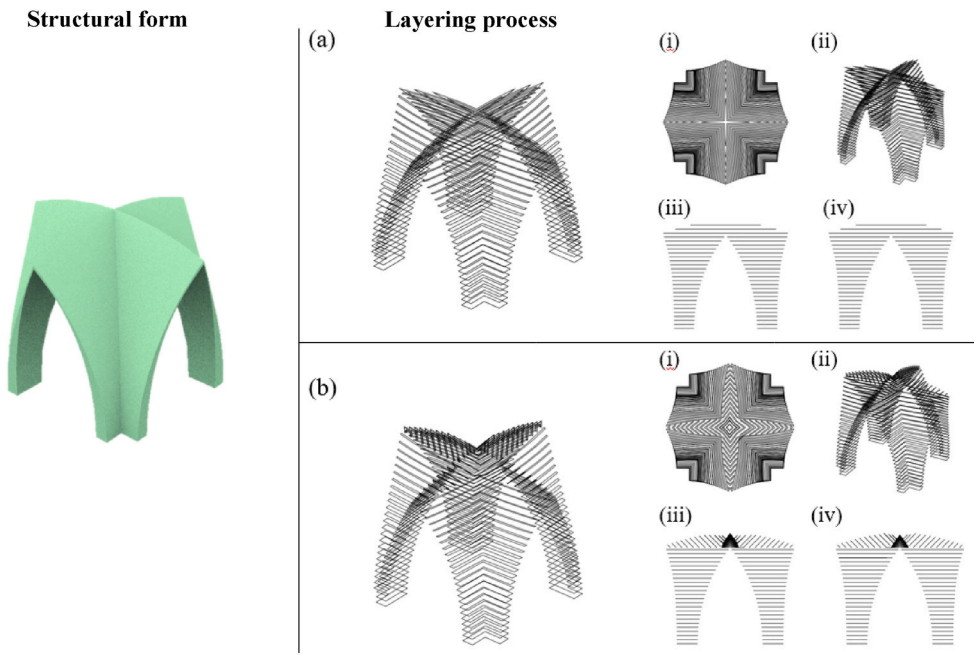 Structural form
Layering process
(a)
(i)
(ii)
(iii)
(iv)
(b)
(i)
(ii)
(iii)
(iv)